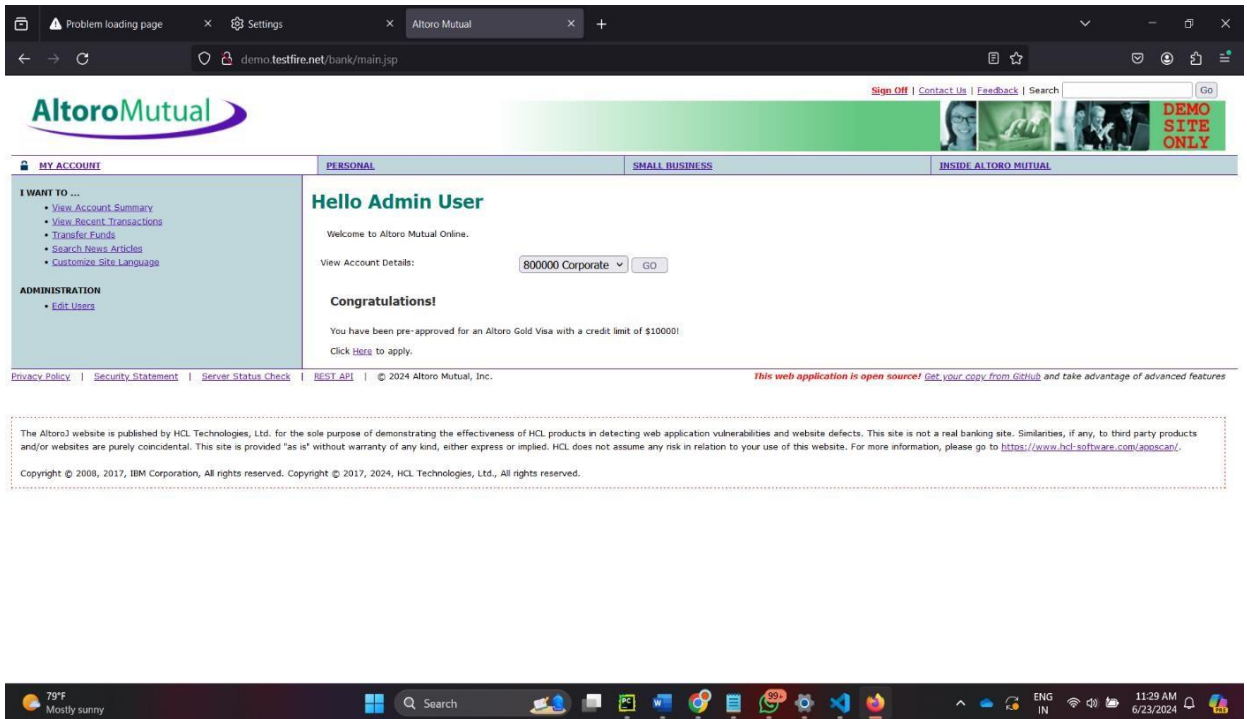 Problem loading page
Settings
Altoro Mutual
demo.testfire.net/bank/main.jsp
Sign Off | Contact Us | Feedback | Search Go
AltoroMutual
DEMO
SITE
ONLY
MY ACCOUNT PERSONAL SMALL BUSINESS INSIDE ALTORO MUTUAL
I WANT TO ...
• View Account Summary
• View Recent Transactions
• Transfer Funds
• Search News Articles
• Customize Site Language
ADMINISTRATION
• Edit Users
Hello Admin User
Welcome to Altoro Mutual Online.
View Account Details: 800000 Corporate GO
Congratulations!
You have been pre-approved for an Altoro Gold Visa with a credit limit of $10000!
Click Here to apply.
Privacy Policy | Security Statement | Server Status Check | REST API | © 2024 Altoro Mutual, Inc. This web application is open source! Get your copy from GitHub and take advantage of advanced features
The AltoroJ website is published by HCL Technologies, Ltd. for the sole purpose of demonstrating the effectiveness of HCL products in detecting web application vulnerabilities and website defects. This site is not a real banking site. Similarities, if any, to third party products
and/or websites are purely coincidental. This site is provided "as is" without warranty of any kind, either express or implied. HCL does not assume any risk in relation to your use of this website. For more information, please go to https://www.hcl-software.com/appscan/.
Copyright © 2008, 2017, IBM Corporation, All rights reserved. Copyright © 2017, 2024, HCL Technologies, Ltd., All rights reserved.
79°F
Mostly sunny
Search
PC
W
99+
ENG
IN
11:29 AM
6/23/2024
PRE